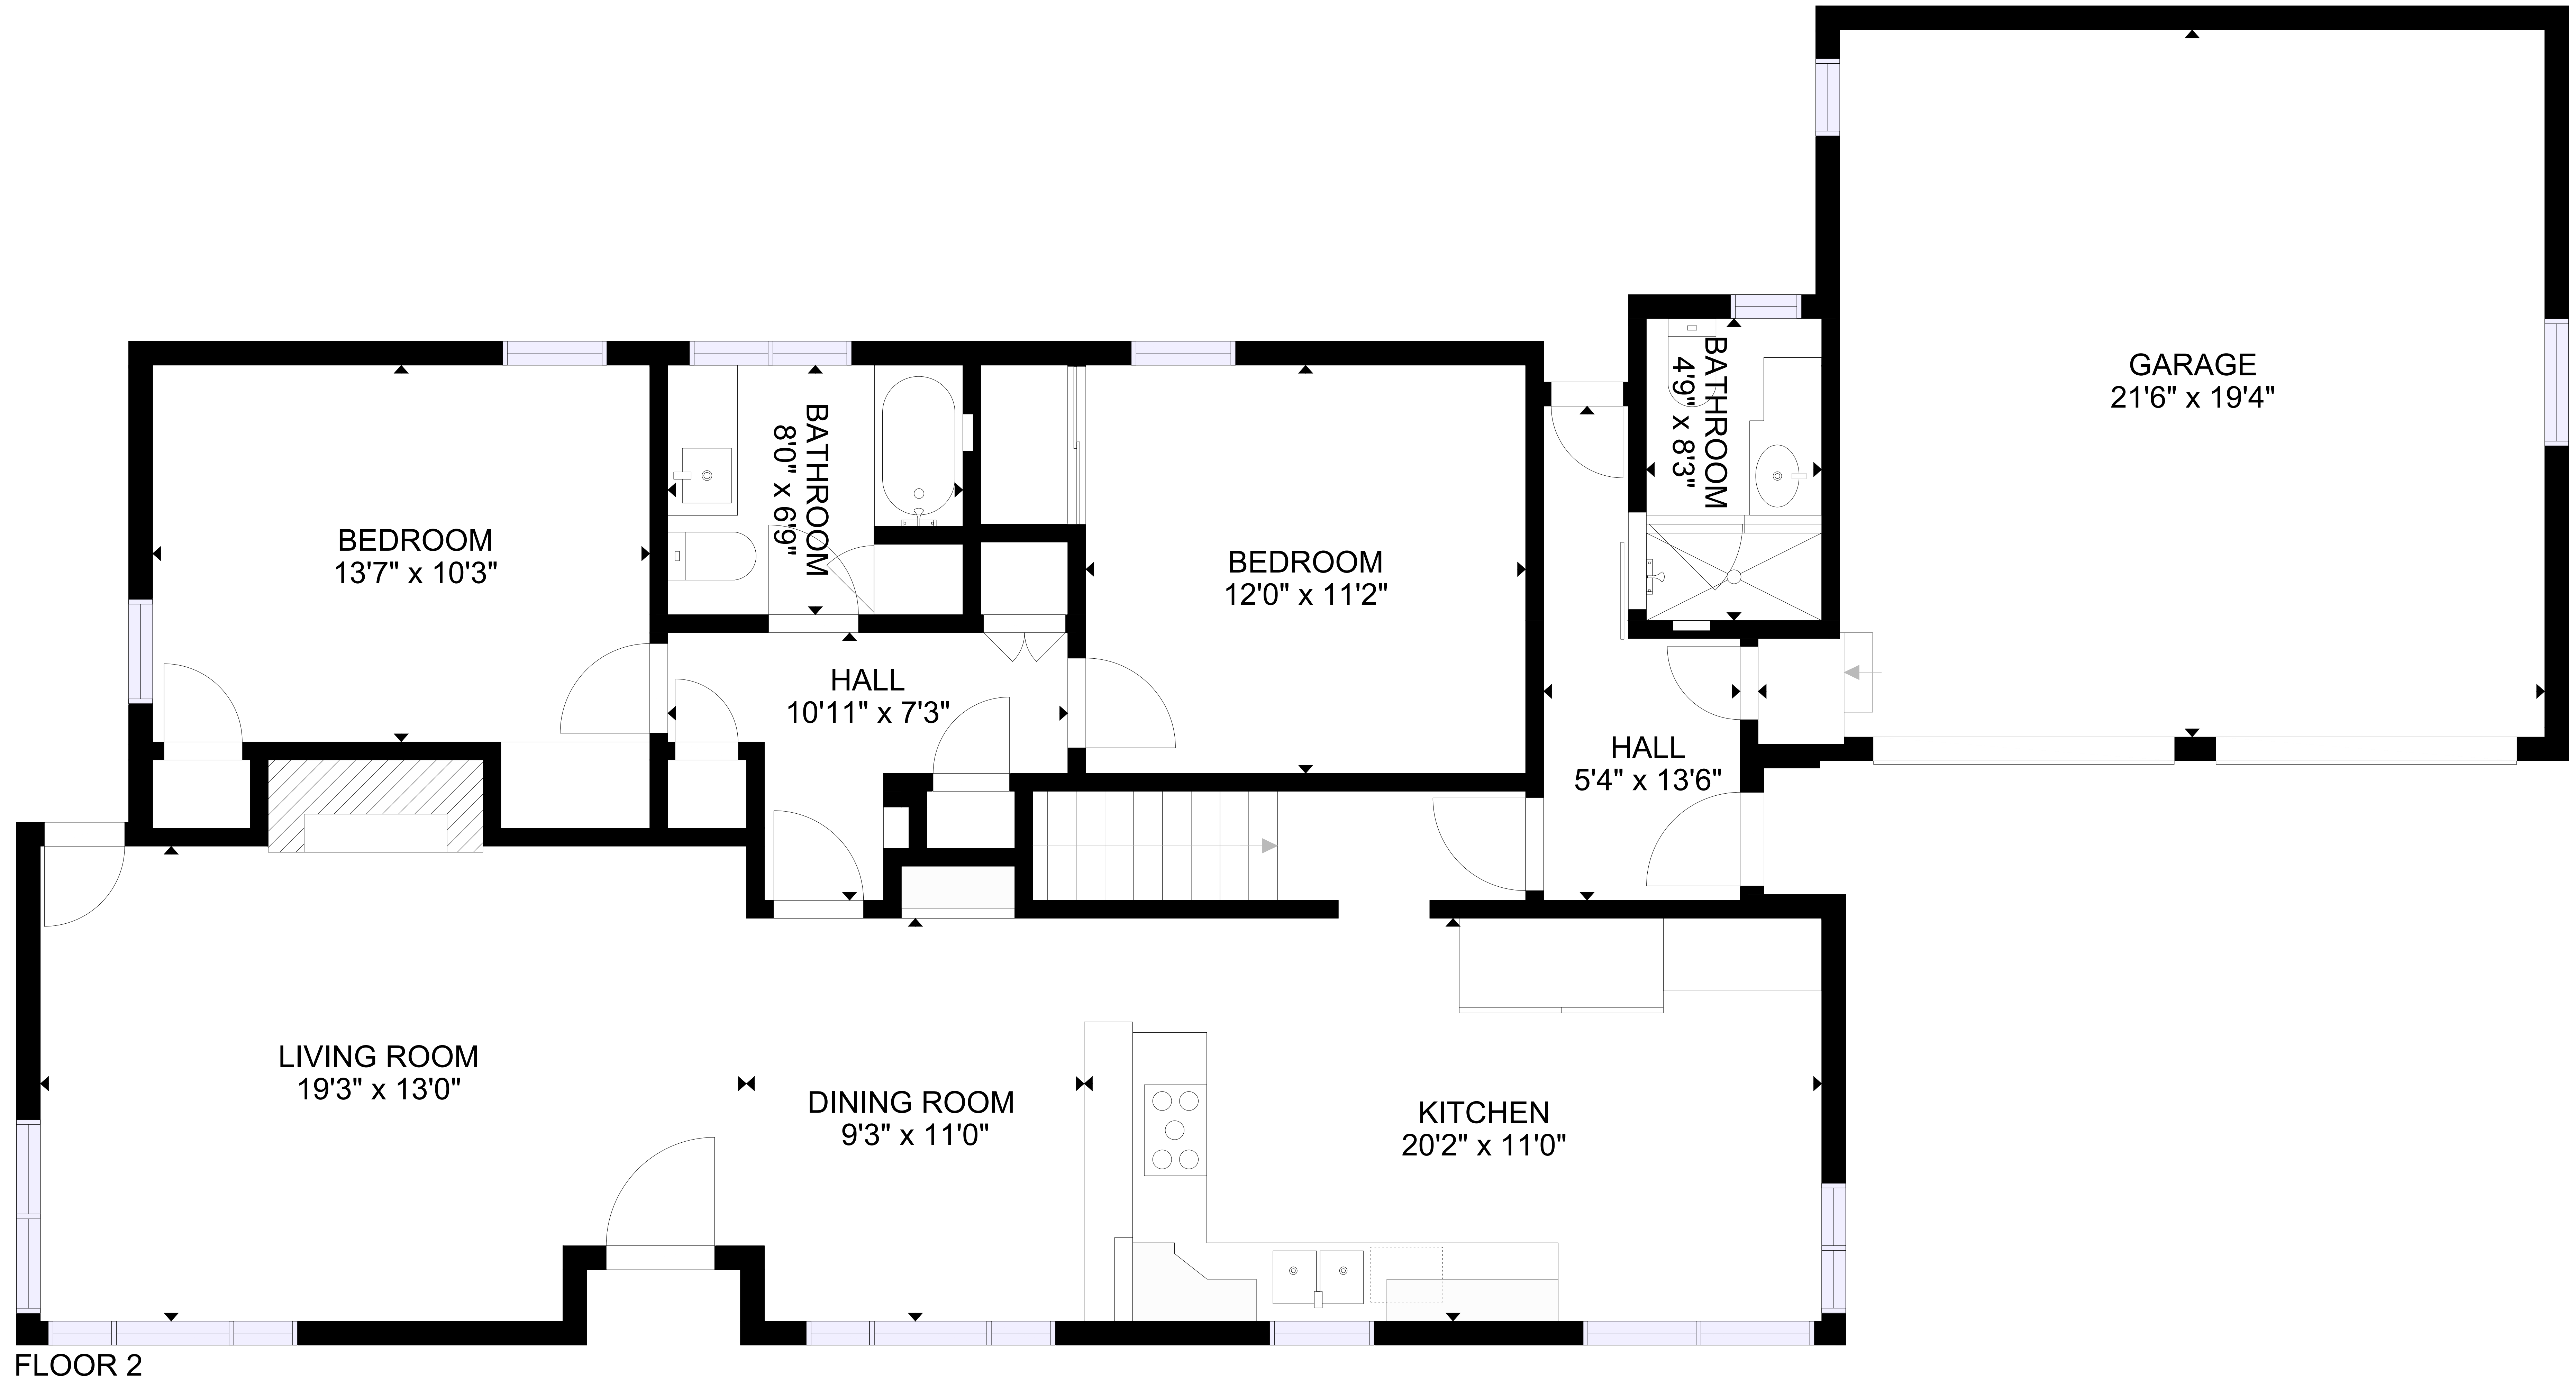 GARAGE
21'6" x 19'4"
BATHROOM
4'9" x 8'3"
BATHROOM
8'0" x 6'9"
BEDROOM
13'7" x 10'3"
BEDROOM
12'0" x 11'2"
HALL
10'11" x 7'3"
HALL
5'4" x 13'6"
LIVING ROOM
19'3" x 13'0"
DINING ROOM
9'3" x 11'0"
KITCHEN
20'2" x 11'0"
FLOOR 2